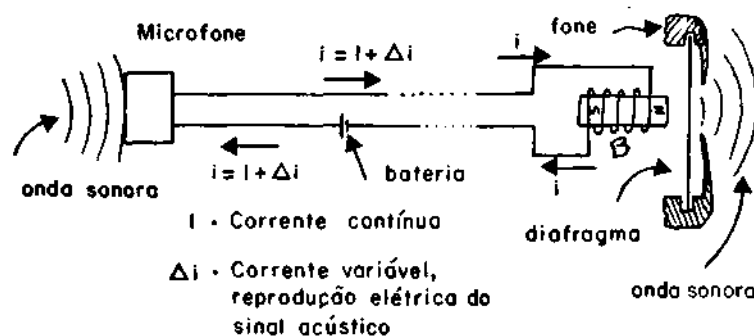 Microfone
i = I + Δi
i
fone
S
N
B
onda sonora
i = I + Δi
bateria
i
diafragma
onda sonora
I - Corrente contínua
Δi - Corrente variável,
reprodução elétrica do
sinal acústico